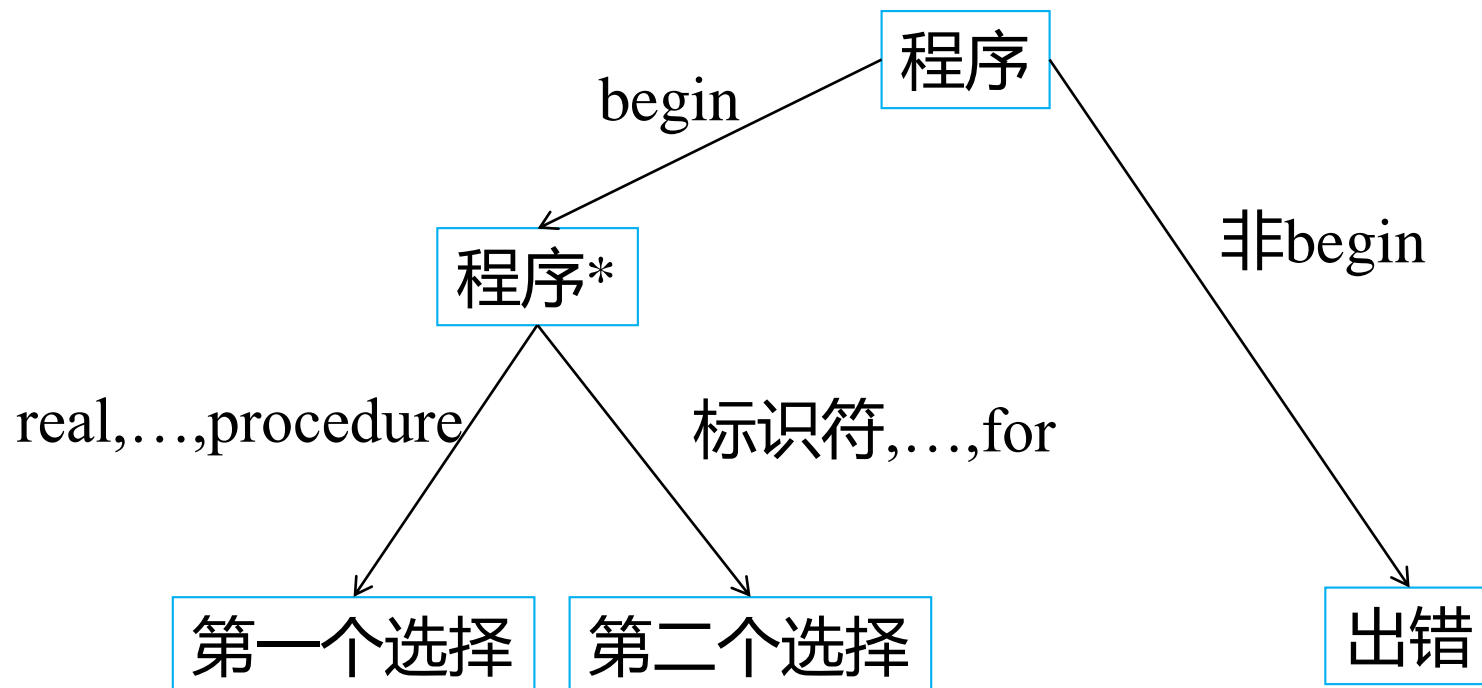 程序
begin
非begin
程序*
real,…,procedure
标识符,…,for
第一个选择
第二个选择
出错